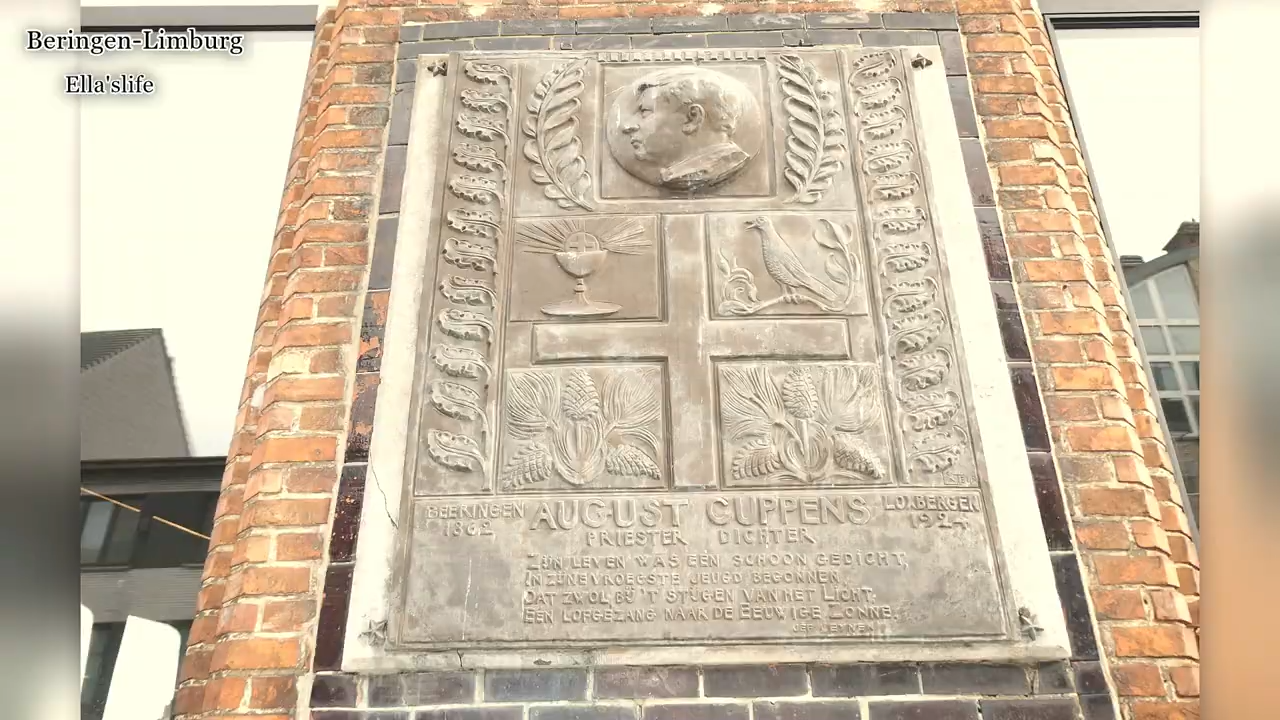 Beringen-Limburg
Ella'slife
BEERINGEN AUGUST CUPPENS LOXBERGEN
1862 PRIESTER DICHTER 1924
ZIJN LEVEN WAS EEN SCHOON GEDICHT,
IN ZIJNE VROEGSTE JEUGD BEGONNEN,
DAT ZWOL BIJ 'T STIJGEN VAN HET LICHT.
EEN LOFGEZANG NAAR DE EEUWIGE ZONNE.
JEF LEYNEN